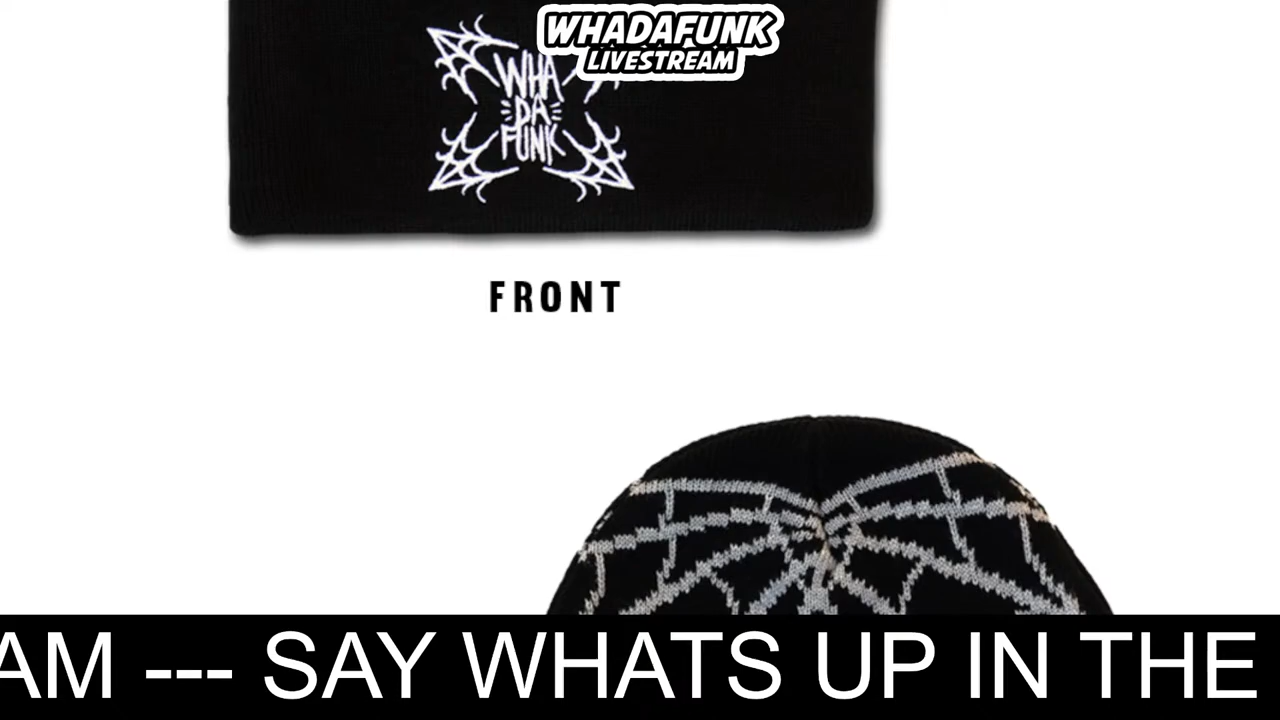 WHADAFUNK
LIVESTREAM
WHA
DA
FUNK
FRONT
AM --- SAY WHATS UP IN THE